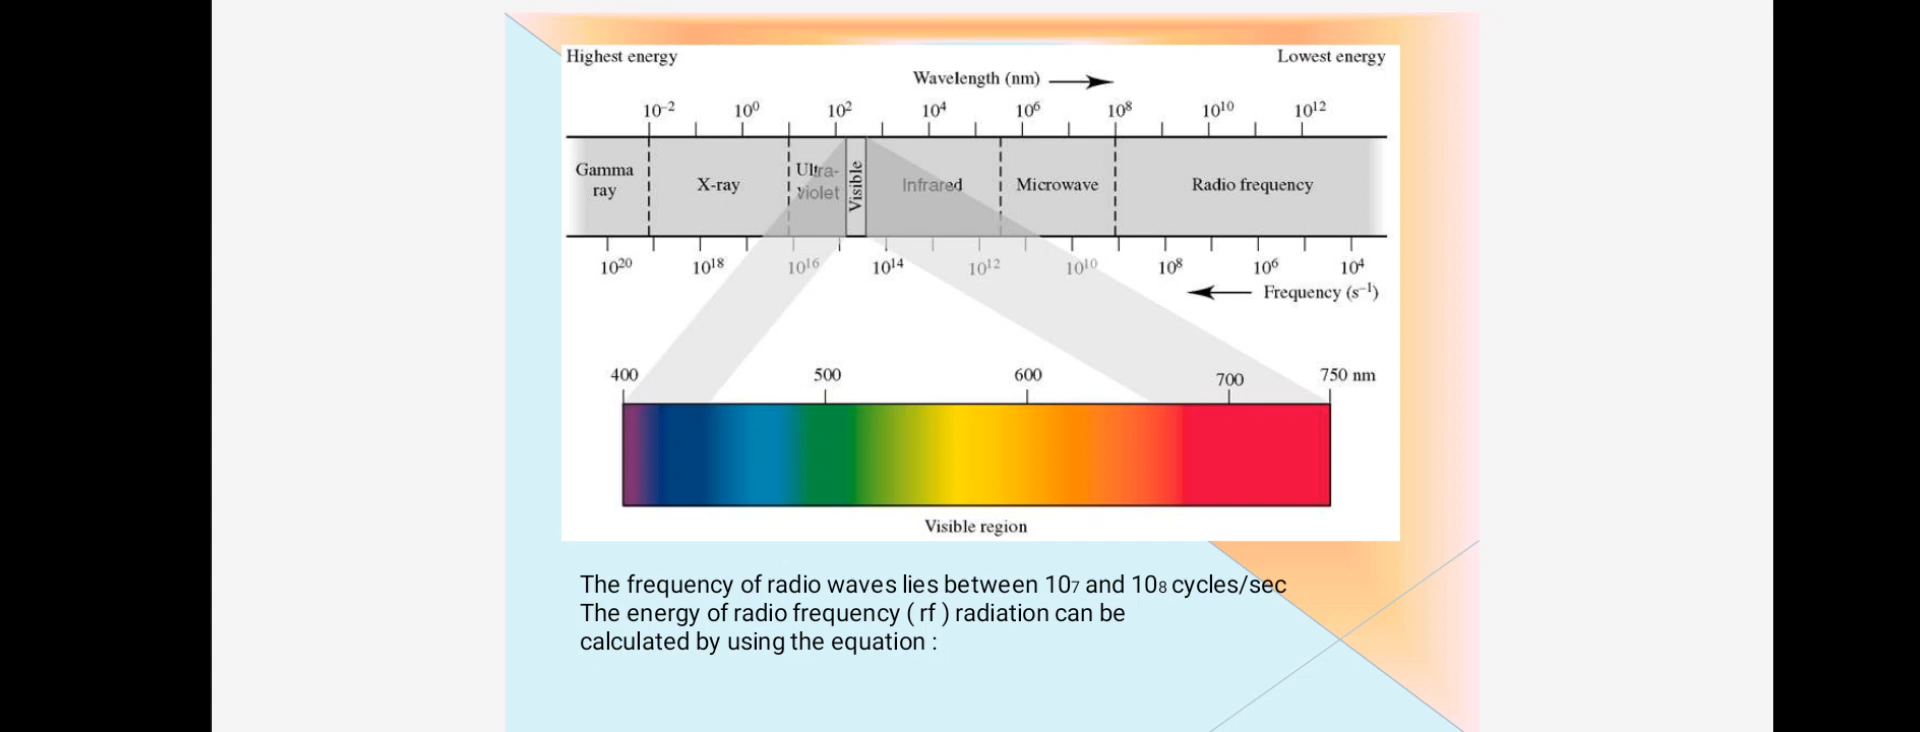 Highest energy Lowest energy
Wavelength (nm)
10⁻² 10⁰ 10² 10⁴ 10⁶ 10⁸ 10¹⁰ 10¹²
Gamma ray X-ray Ultra-violet Visible Infrared Microwave Radio frequency
10²⁰ 10¹⁸ 10¹⁶ 10¹⁴ 10¹² 10¹⁰ 10⁸ 10⁶ 10⁴
Frequency (s⁻¹)
400 500 600 700 750 nm
Visible region
The frequency of radio waves lies between 10₇ and 10₈ cycles/sec
The energy of radio frequency ( rf ) radiation can be
calculated by using the equation :